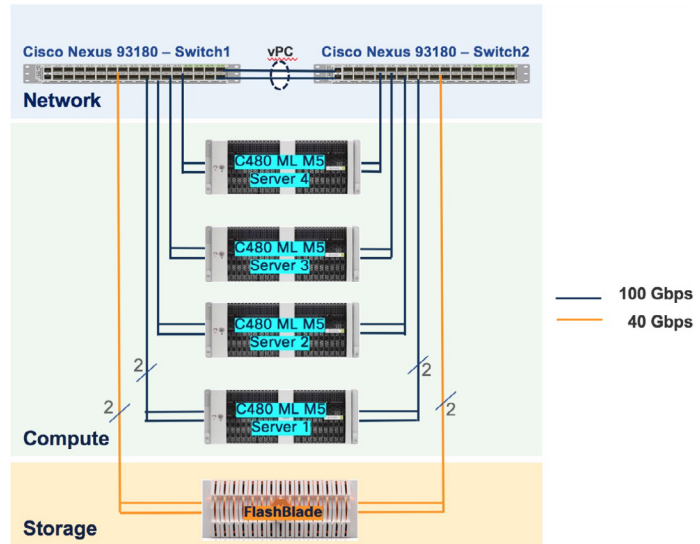 Cisco Nexus 93180 – Switch1
vPC
Cisco Nexus 93180 – Switch2
Network
C480 ML M5
Server 4
C480 ML M5
Server 3
C480 ML M5
Server 2
C480 ML M5
Server 1
2
2
2
2
Compute
FlashBlade
Storage
100 Gbps
40 Gbps